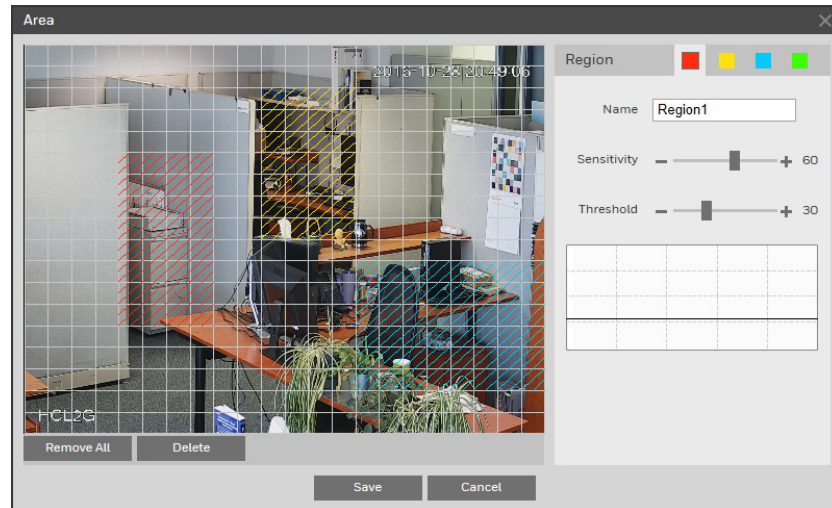 Area
2015-10-28 20:49:06
Region
Name Region1
Sensitivity 60
Threshold 30
HCL2G
Remove All Delete
Save Cancel